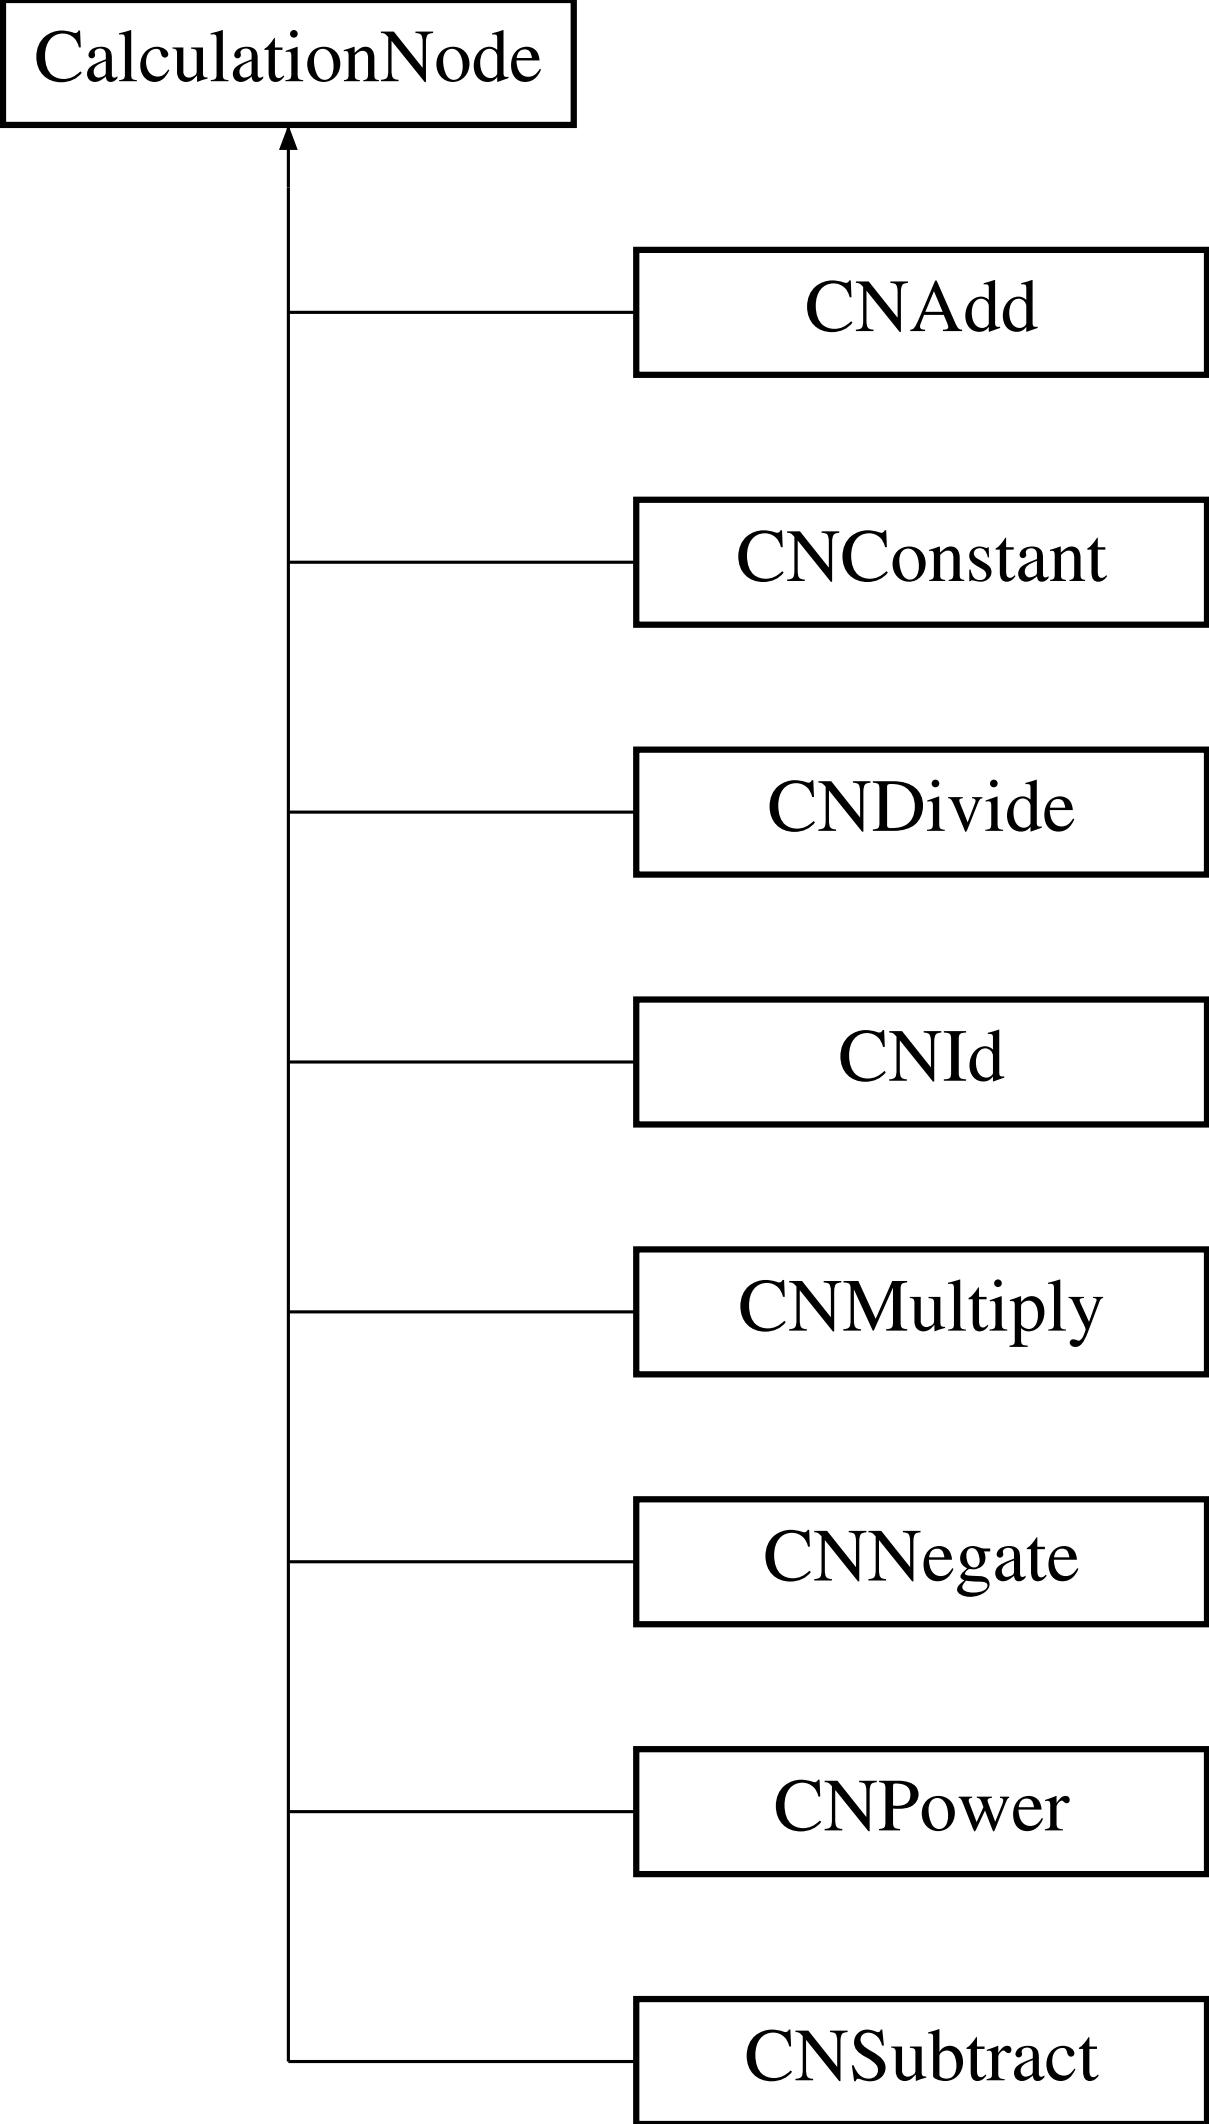 CalculationNode
CNAdd
CNConstant
CNDivide
CNId
CNMultiply
CNNegate
CNPower
CNSubtract